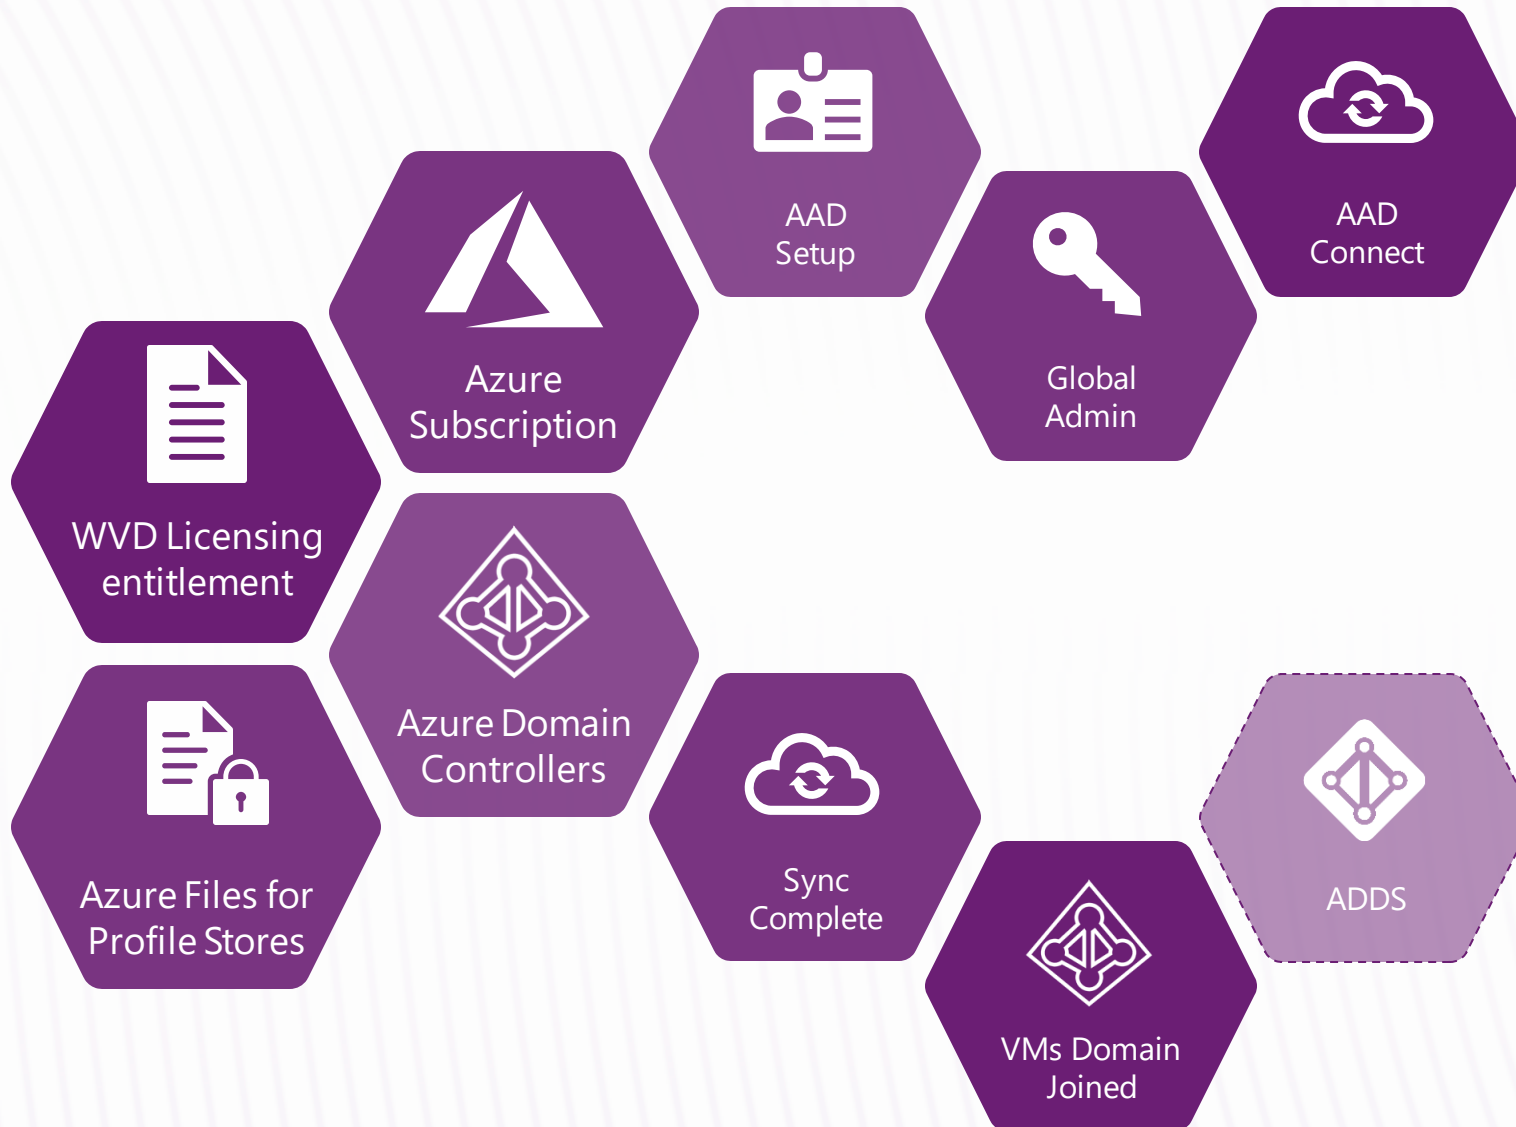 AAD
Setup
AAD
Connect
Azure
Subscription
Global
Admin
WVD Licensing
entitlement
Azure Domain
Controllers
Azure Files for
Profile Stores
Sync
Complete
ADDS
VMs Domain
Joined